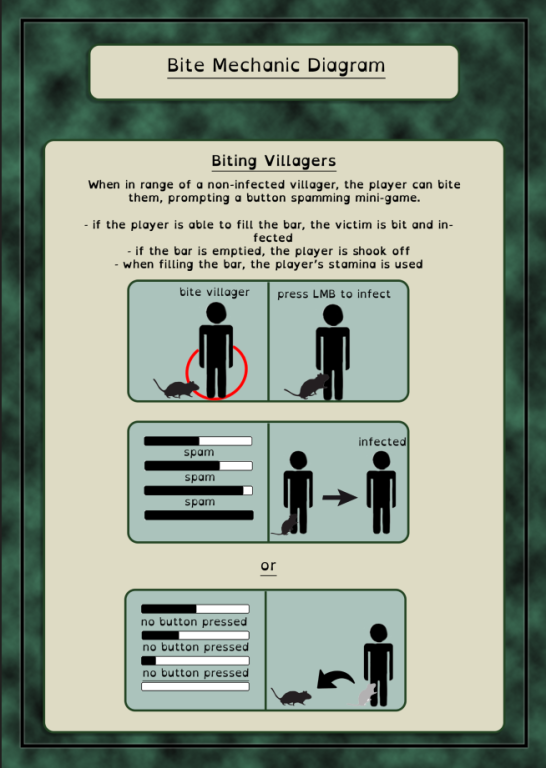 Bite Mechanic Diagram
Biting Villagers
When in range of a non-infected villager, the player can bite
them, prompting a button spamming mini-game.
- if the player is able to fill the bar, the victim is bit and in-
fected
- if the bar is emptied, the player is shook off
- when filling the bar, the player's stamina is used
bite villager
press LMB to infect
spam
spam
spam
infected
or
no button pressed
no button pressed
no button pressed